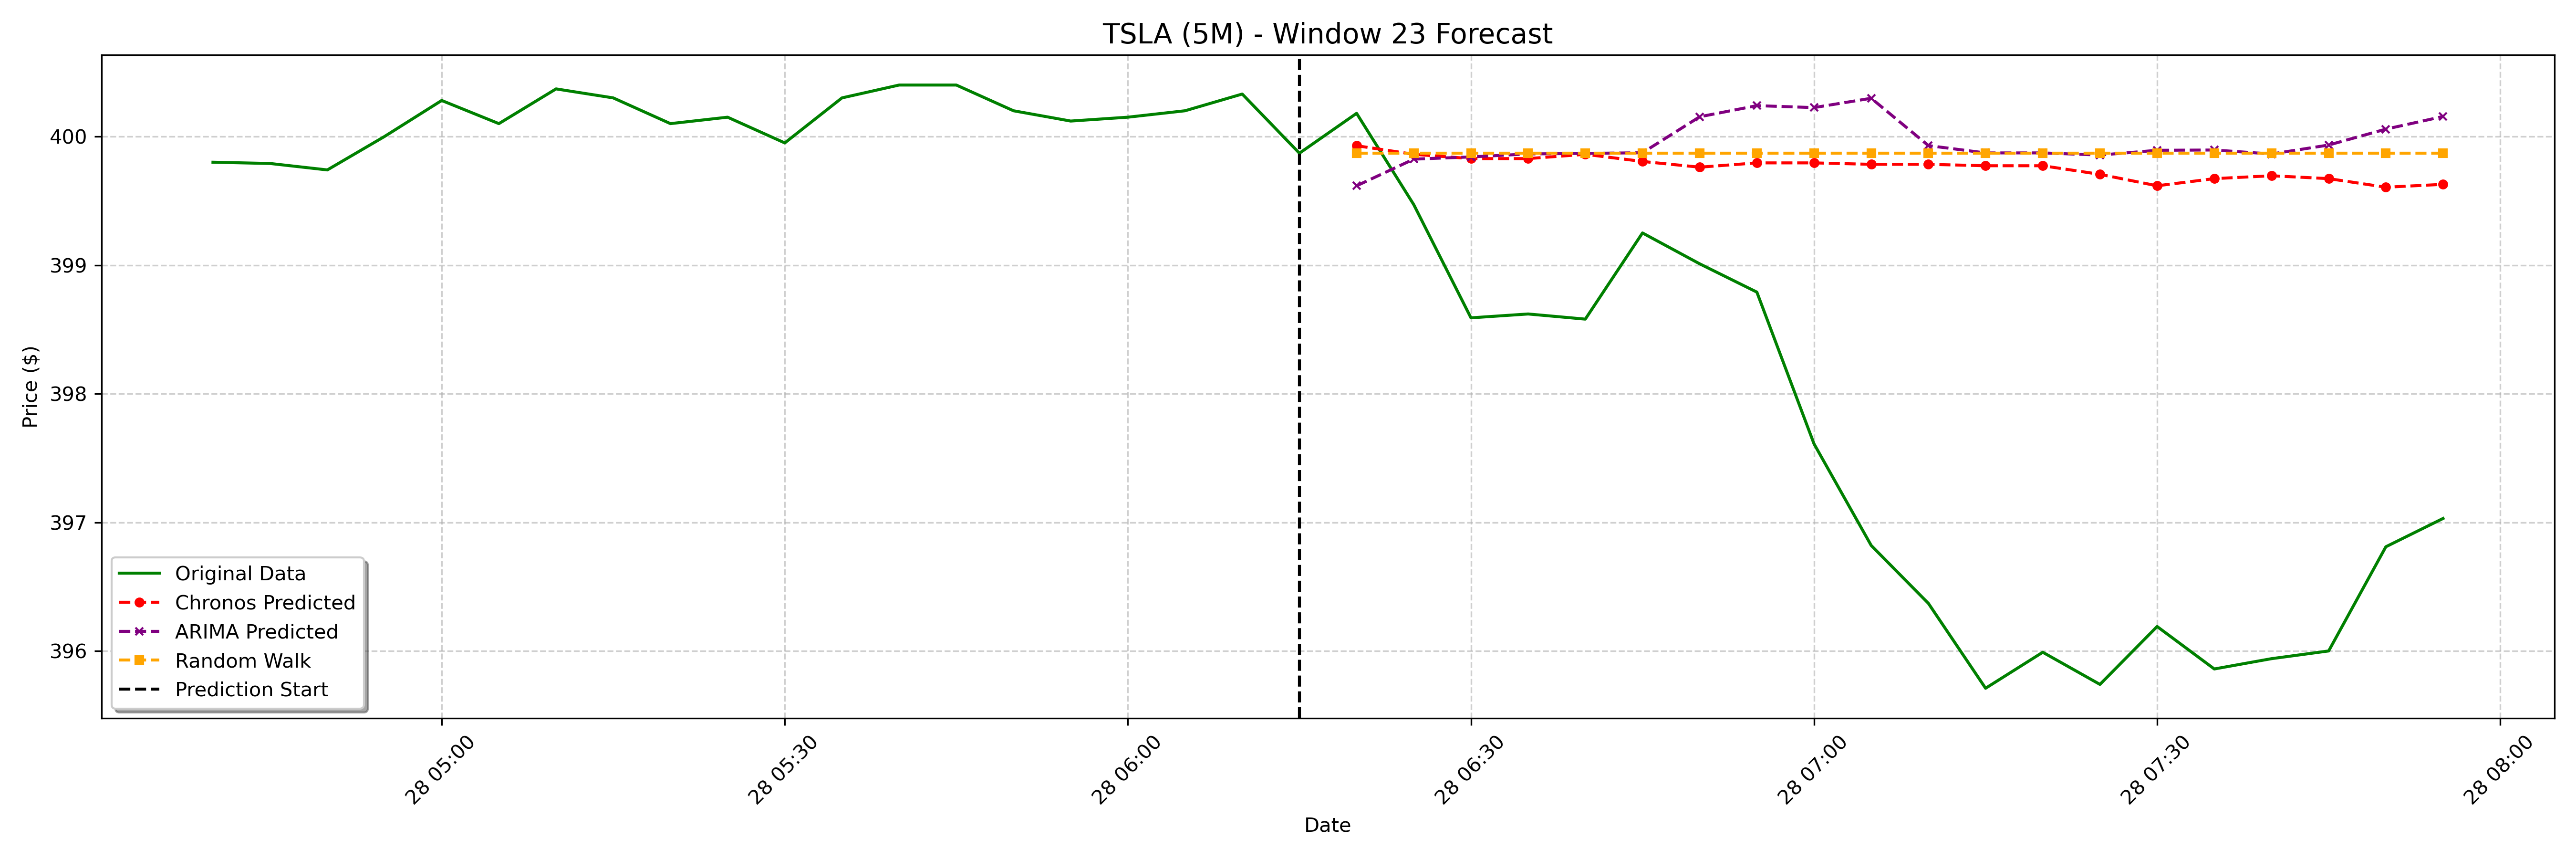 TSLA (5M) - Window 23 Forecast
Price ($)
400
399
398
397
396
Original Data
Chronos Predicted
ARIMA Predicted
Random Walk
Prediction Start
28 05:00
28 05:30
28 06:00
28 06:30
28 07:00
28 07:30
28 08:00
Date